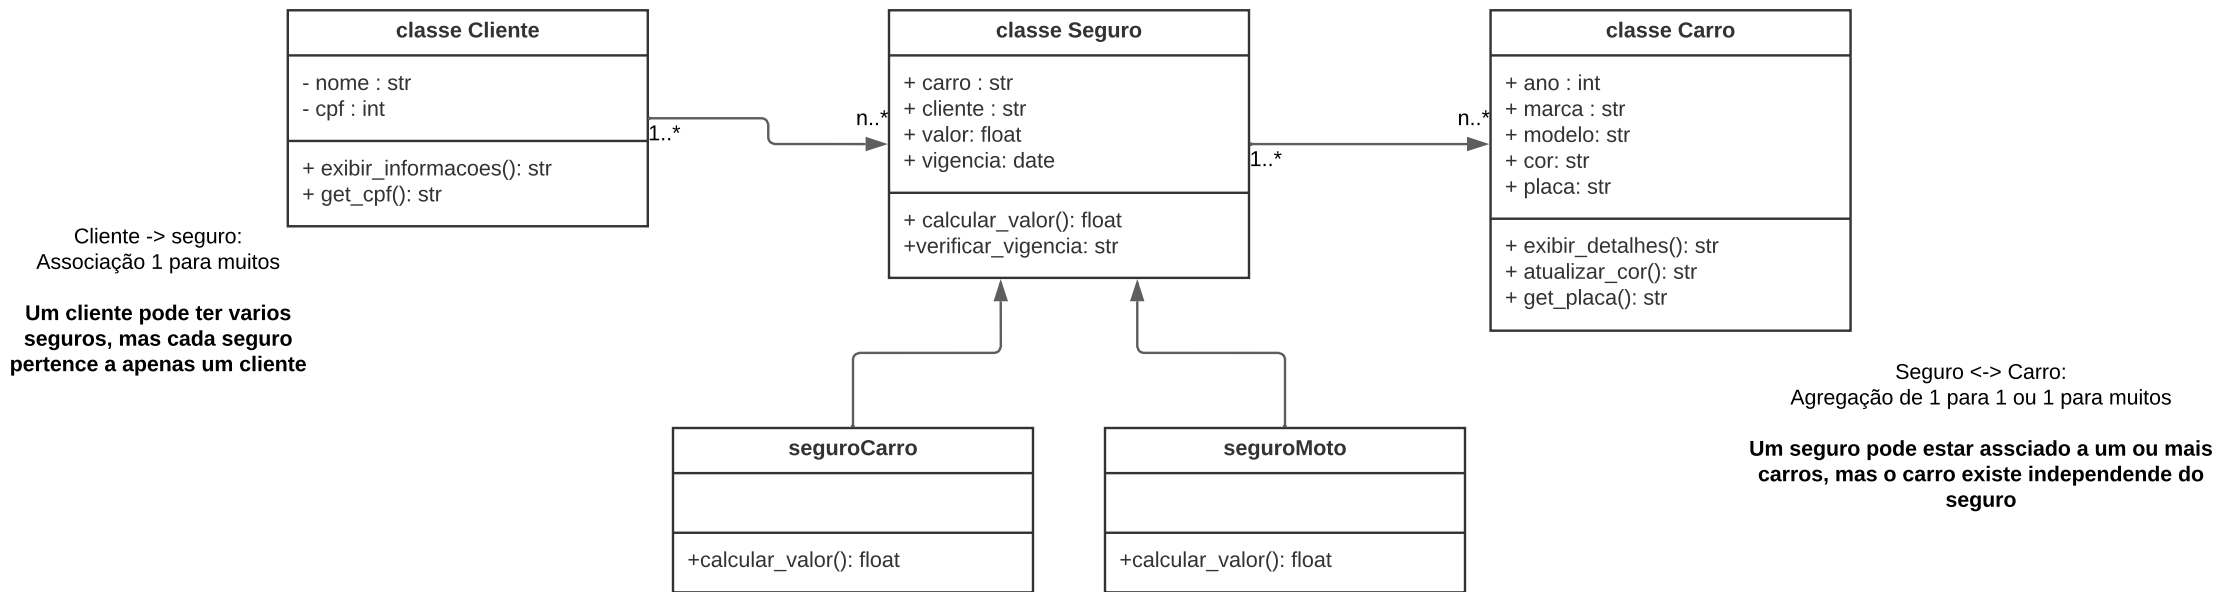 classe Cliente
- nome : str
- cpf : int
+ exibir_informacoes(): str
+ get_cpf(): str
1..*
n..*
classe Seguro
+ carro : str
+ cliente : str
+ valor: float
+ vigencia: date
+ calcular_valor(): float
+verificar_vigencia: str
1..*
n..*
classe Carro
+ ano : int
+ marca : str
+ modelo: str
+ cor: str
+ placa: str
+ exibir_detalhes(): str
+ atualizar_cor(): str
+ get_placa(): str
Cliente -> seguro:
Associação 1 para muitos
Um cliente pode ter varios
seguros, mas cada seguro
pertence a apenas um cliente
Seguro <-> Carro:
Agregação de 1 para 1 ou 1 para muitos
Um seguro pode estar assciado a um ou mais
carros, mas o carro existe independende do
seguro
seguroCarro
+calcular_valor(): float
seguroMoto
+calcular_valor(): float